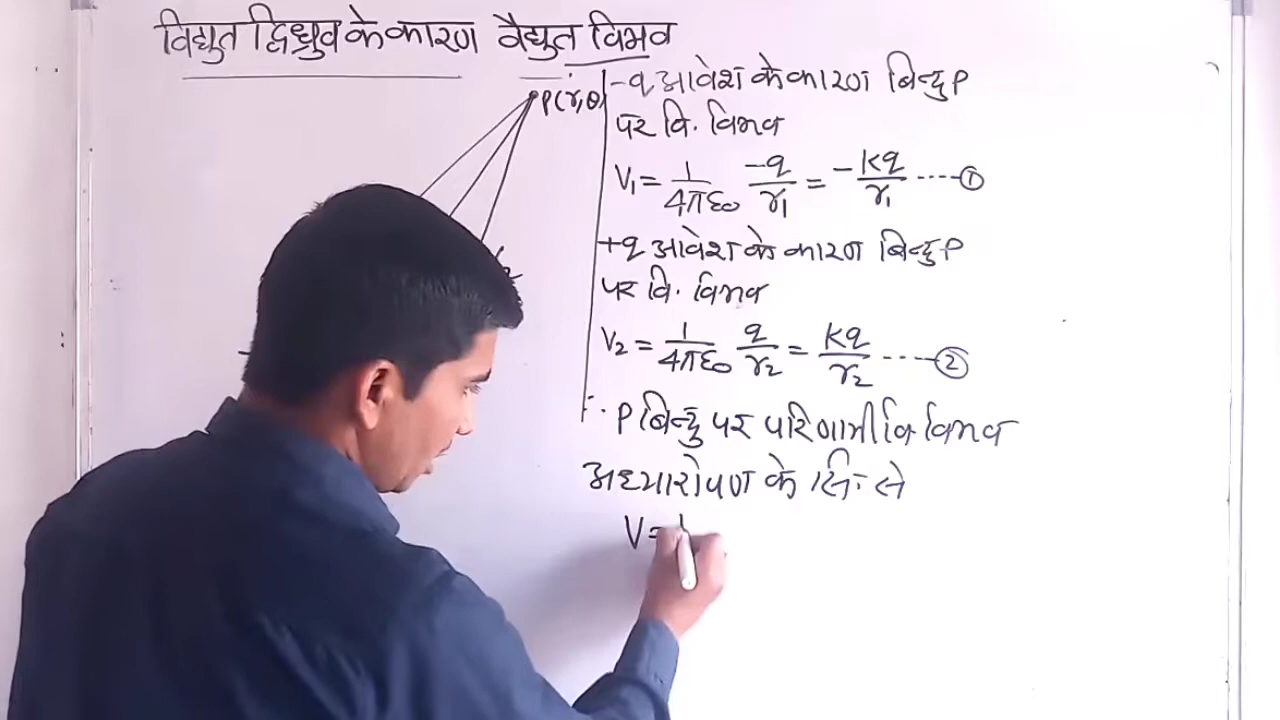 विद्युत द्विध्रुव के कारण वैद्युत विभव
P(r,θ)
-q आवेश के कारण बिन्दु P
पर वि. विभव
V₁ = 1/4πε₀ -q/r₁ = -kq/r₁ ----①
+q आवेश के कारण बिन्दु P
पर वि. विभव
V₂ = 1/4πε₀ q/r₂ = kq/r₂ ----②
∴ P बिन्दु पर परिणामी वि विभव
अध्यारोपण के सि॰ से
V =